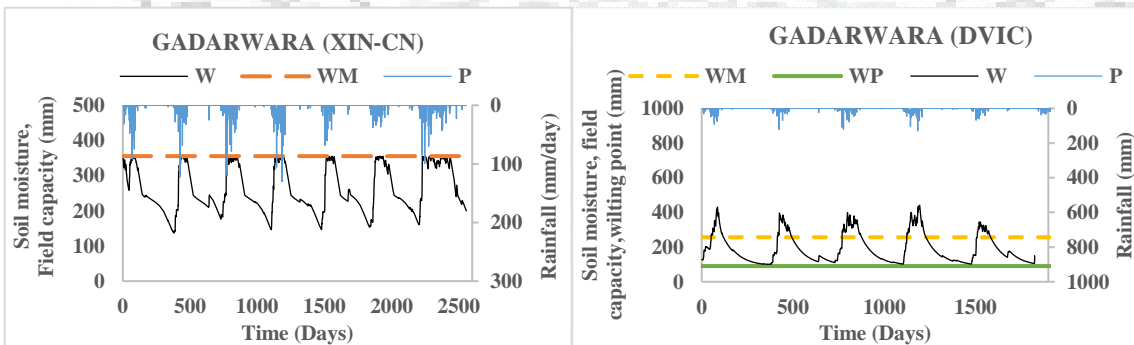 GADARWARA (XIN-CN)
W WM P
Soil moisture,
Field capacity (mm)
500
400
300
200
100
0
0
100
200
300
Rainfall (mm/day)
0 500 1000 1500 2000 2500
Time (Days)
GADARWARA (DVIC)
WM WP W P
Soil moisture, field
capacity,wilting point (mm)
1000
800
600
400
200
0
0
200
400
600
800
1000
Rainfall (mm)
0 500 1000 1500
Time (Days)